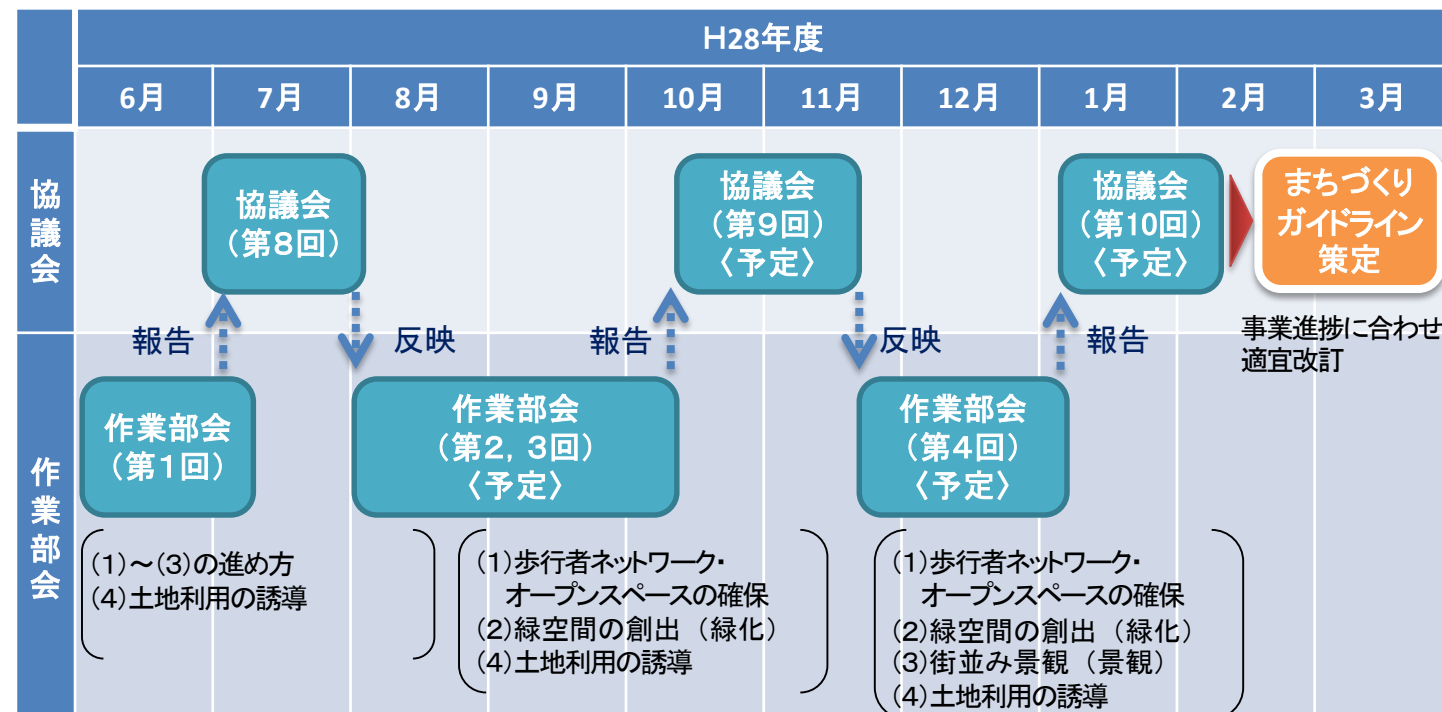 H28年度
6月
7月
8月
9月
10月
11月
12月
1月
2月
3月
協議会
協議会
(第8回)
協議会
(第9回)
〈予定〉
協議会
(第10回)
〈予定〉
まちづくり
ガイドライン
策定
報告
反映
報告
反映
報告
事業進捗に合わせ
適宜改訂
作業部会
作業部会
(第1回)
作業部会
(第2,3回)
〈予定〉
作業部会
(第4回)
〈予定〉
(1)~(3)の進め方
(4)土地利用の誘導
(1)歩行者ネットワーク・
オープンスペースの確保
(2)緑空間の創出(緑化)
(4)土地利用の誘導
(1)歩行者ネットワーク・
オープンスペースの確保
(2)緑空間の創出(緑化)
(3)街並み景観(景観)
(4)土地利用の誘導